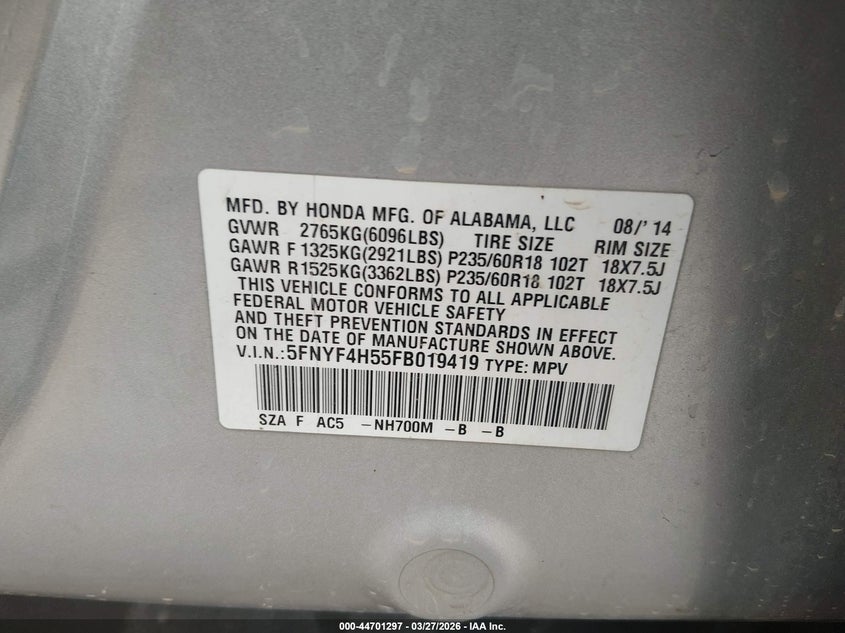 MFD. BY HONDA MFG. OF ALABAMA, LLC 08/'14
GVWR 2765KG(6096LBS) TIRE SIZE RIM SIZE
GAWR F 1325KG(2921LBS) P235/60R18 102T 18X7.5J
GAWR R1525KG(3362LBS) P235/60R18 102T 18X7.5J
THIS VEHICLE CONFORMS TO ALL APPLICABLE
FEDERAL MOTOR VEHICLE SAFETY
AND THEFT PREVENTION STANDARDS IN EFFECT
ON THE DATE OF MANUFACTURE SHOWN ABOVE.
V.I.N.:5FNYF4H55FB019419 TYPE: MPV
SZA F AC5 -NH700M -B -B
000-44701297 - 03/27/2026 - IAA Inc.